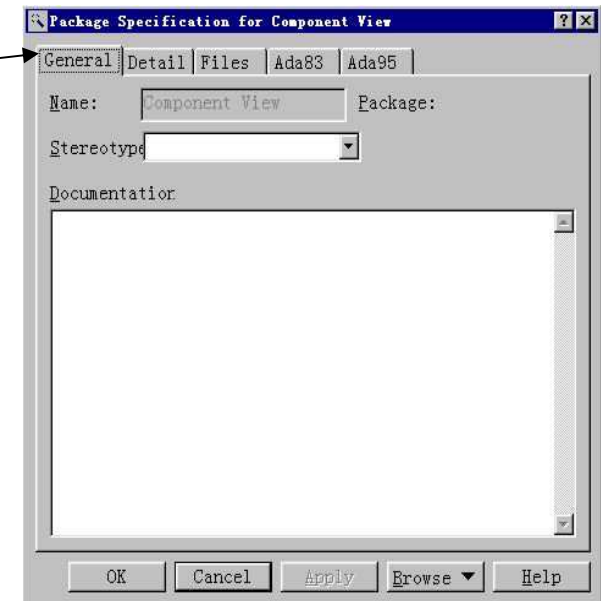 Package Specification for Component View
General Detail Files Ada83 Ada95
Name: Component View Package:
Stereotype
Documentation
OK Cancel Apply Browse Help